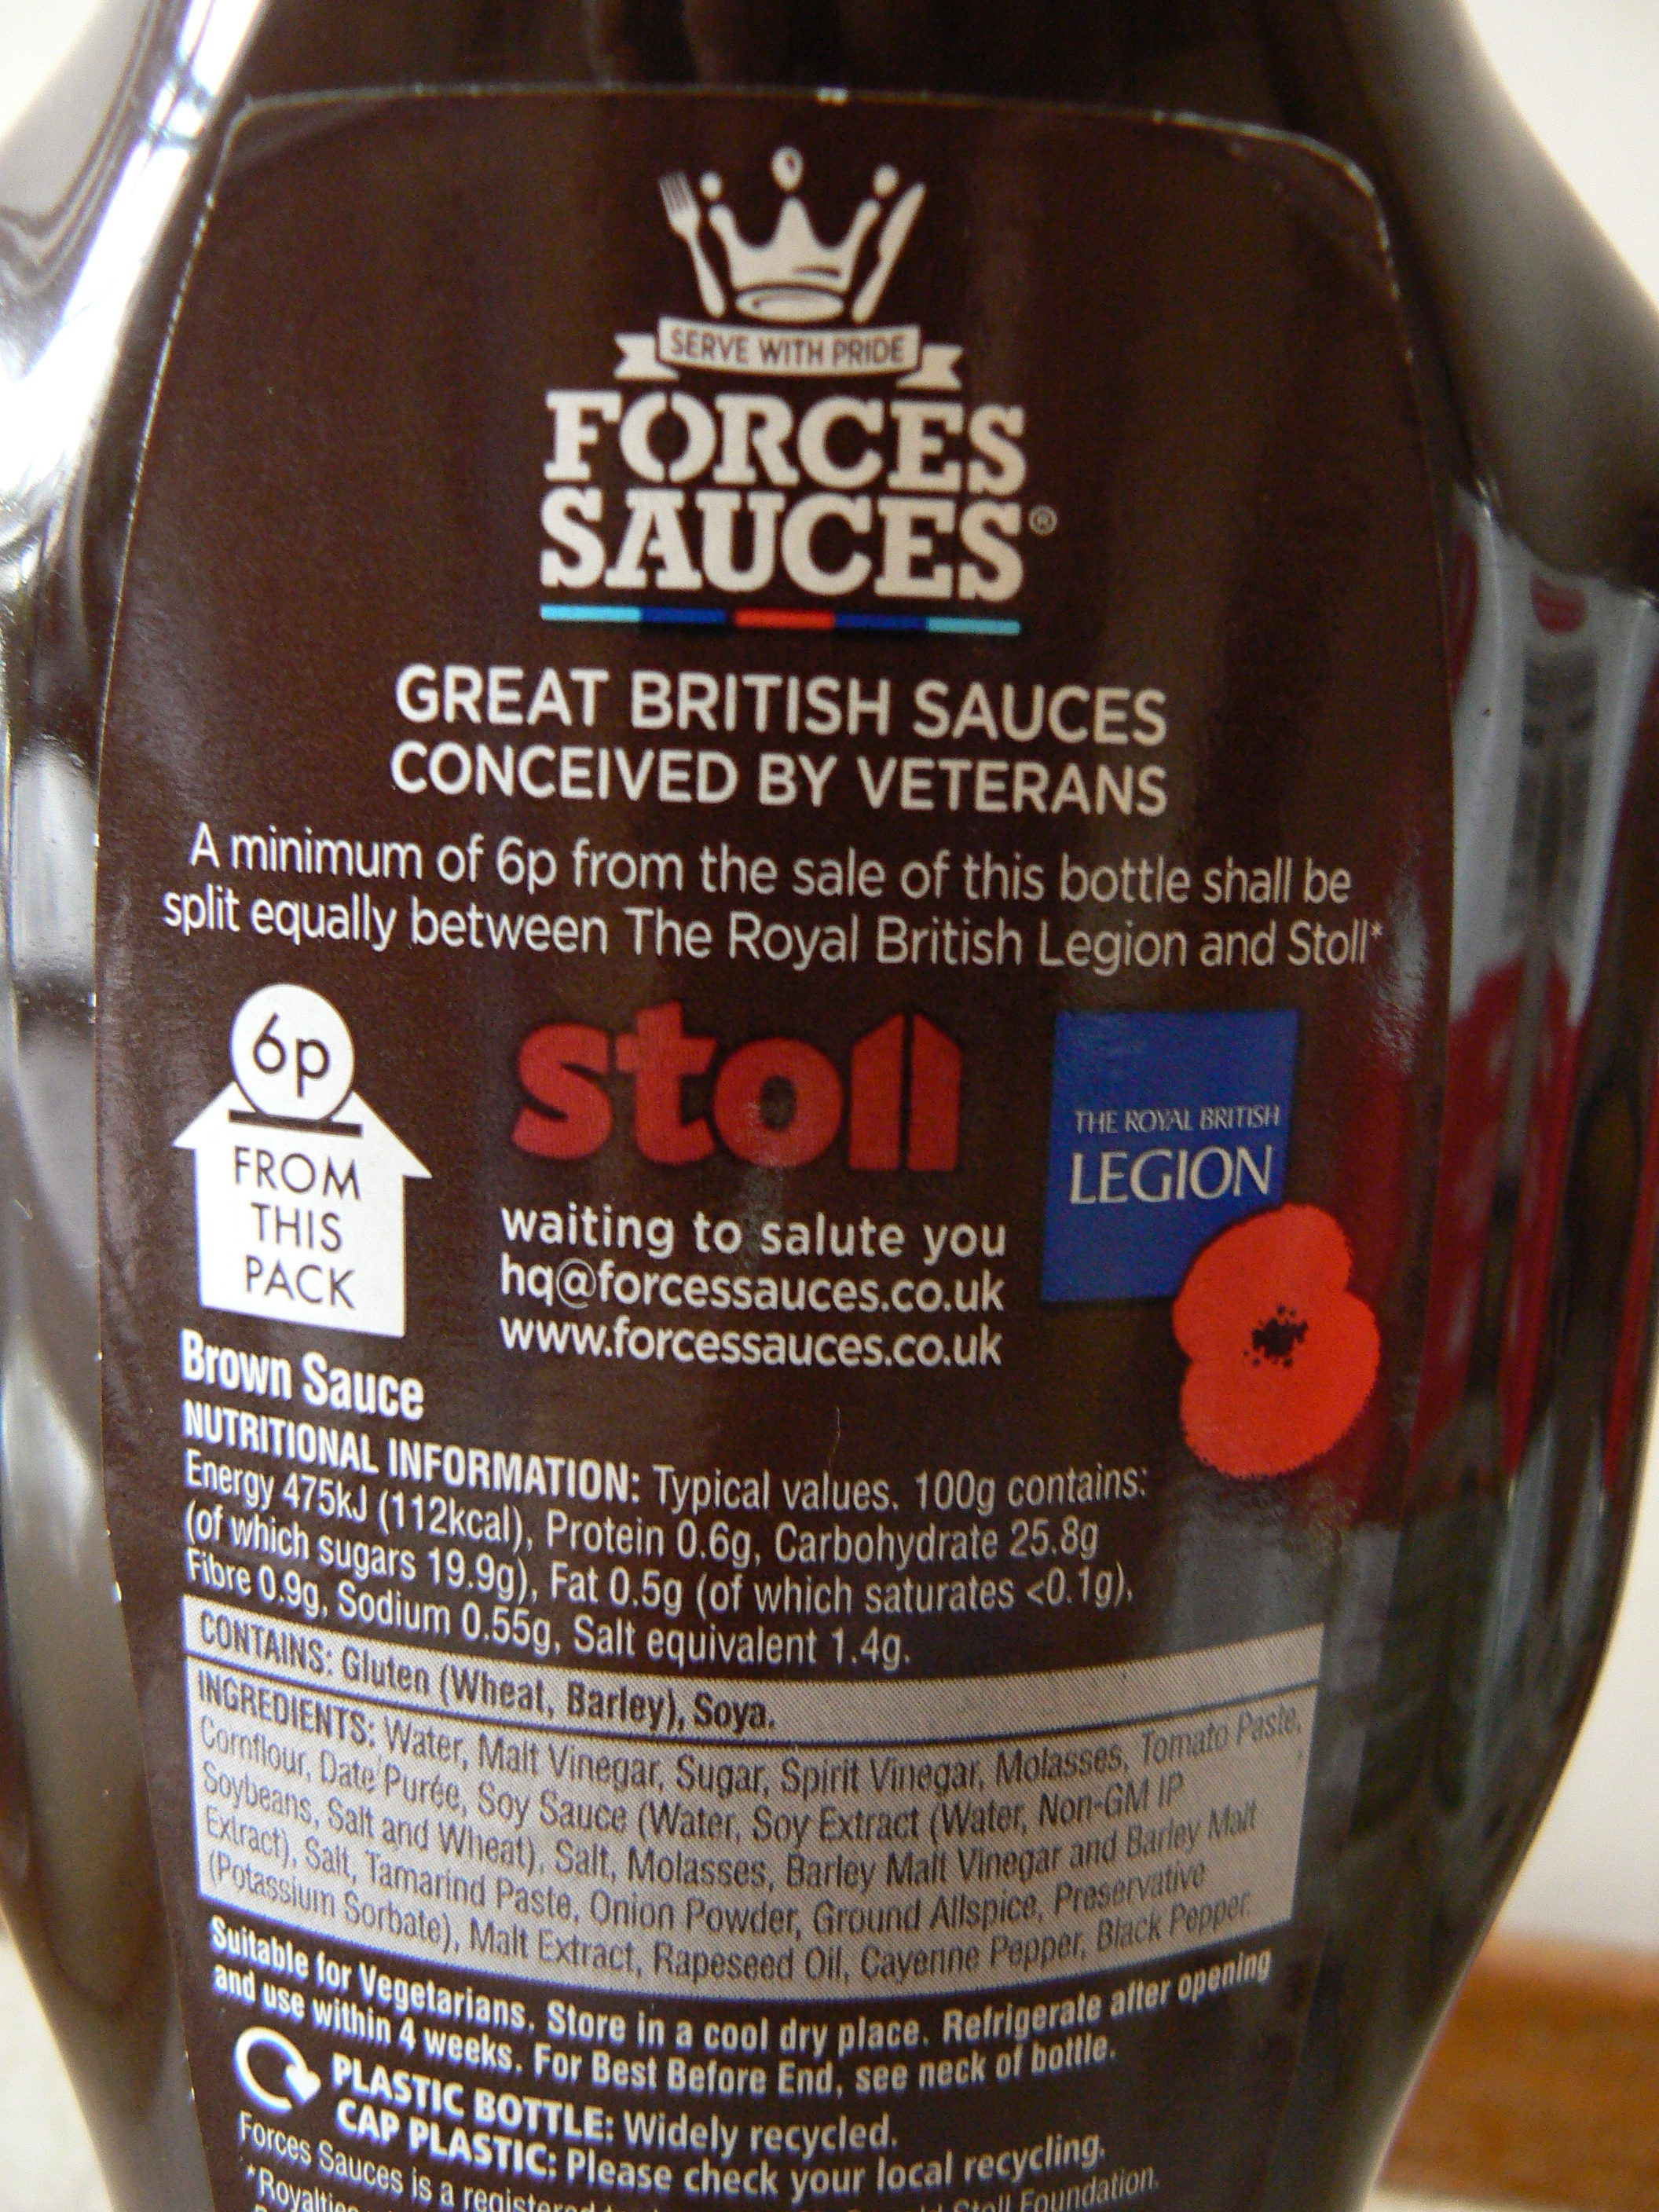 SERVE WITH PRIDE
FORCES
SAUCES®
GREAT BRITISH SAUCES
CONCEIVED BY VETERANS
A minimum of 6p from the sale of this bottle shall be
split equally between The Royal British Legion and Stoll*
6p
FROM
THIS
PACK
stoll
waiting to salute you
hq@forcessauces.co.uk
www.forcessauces.co.uk
THE ROYAL BRITISH
LEGION
Brown Sauce
NUTRITIONAL INFORMATION: Typical values. 100g contains:
Energy 475kJ (112kcal), Protein 0.6g, Carbohydrate 25.8g
(of which sugars 19.9g), Fat 0.5g (of which saturates <0.1g),
Fibre 0.9g, Sodium 0.55g, Salt equivalent 1.4g.
CONTAINS: Gluten (Wheat, Barley), Soya.
INGREDIENTS: Water, Malt Vinegar, Sugar, Spirit Vinegar, Molasses, Tomato Paste,
Cornflour, Date Purée, Soy Sauce (Water, Soy Extract (Water, Non-GM IP
Soybeans, Salt and Wheat), Salt, Molasses, Barley Malt Vinegar and Barley Malt
Extract), Salt, Tamarind Paste, Onion Powder, Ground Allspice, Preservative
(Potassium Sorbate), Malt Extract, Rapeseed Oil, Cayenne Pepper, Black Pepper.
Suitable for Vegetarians. Store in a cool dry place. Refrigerate after opening
and use within 4 weeks. For Best Before End, see neck of bottle.
PLASTIC BOTTLE: Widely recycled.
CAP PLASTIC: Please check your local recycling.
Forces Sauces is a registered Stoll Foundation.
*Royalties